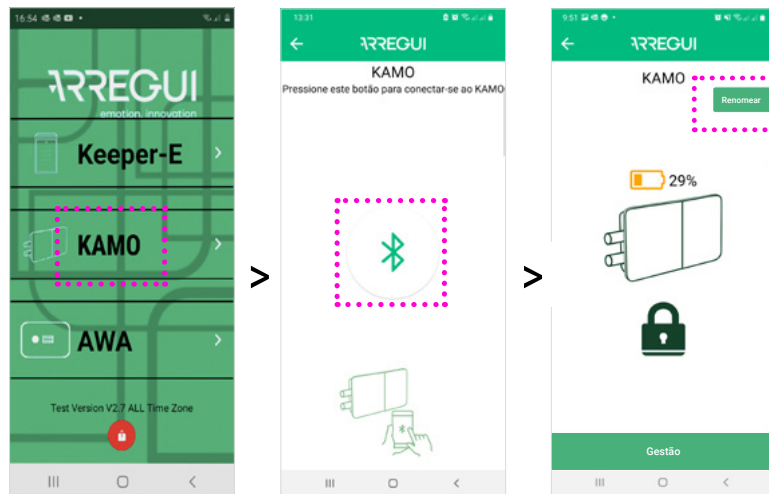 16:54
ARREGUI
emotion, innovation
Keeper-E
KAMO
AWA
Test Version V2.7 ALL Time Zone
>
13:31
ARREGUI
KAMO
Pressione este botão para conectar-se ao KAMO
>
9:51
ARREGUI
KAMO
Renomear
29%
Gestão